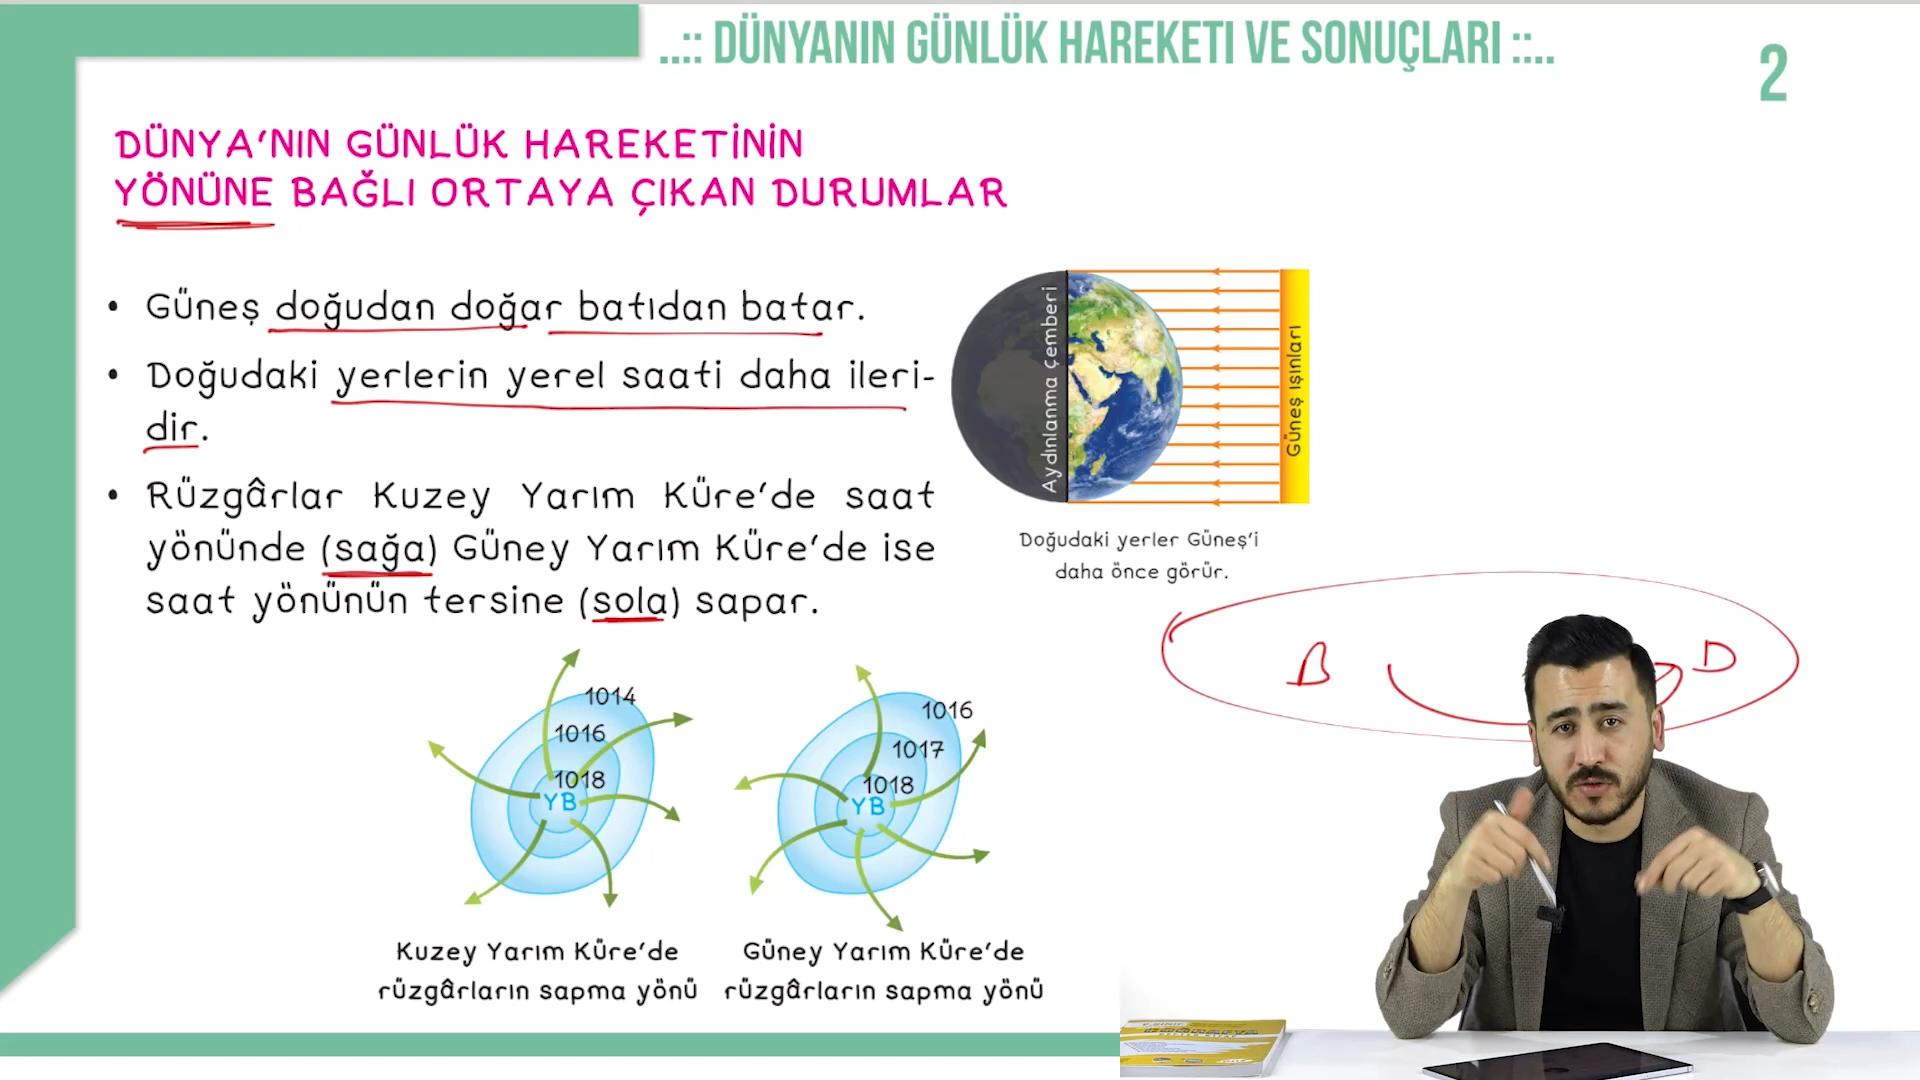 ..:: DÜNYANIN GÜNLÜK HAREKETI VE SONUÇLARI ::..
2
DÜNYA'NIN GÜNLÜK HAREKETİNİN
YÖNÜNE BAĞLI ORTAYA ÇIKAN DURUMLAR
• Güneş doğudan doğar batıdan batar.
• Doğudaki yerlerin yerel saati daha ileri-
dir.
• Rüzgârlar Kuzey Yarım Küre'de saat
yönünde (sağa) Güney Yarım Küre'de ise
saat yönünün tersine (sola) sapar.
Aydınlanma çemberi
Güneş ışınları
Doğudaki yerler Güneş'i
daha önce görür.
B
D
1014
1016
1018
YB
1016
1017
1018
YB
Kuzey Yarım Küre'de
rüzgârların sapma yönü
Güney Yarım Küre'de
rüzgârların sapma yönü